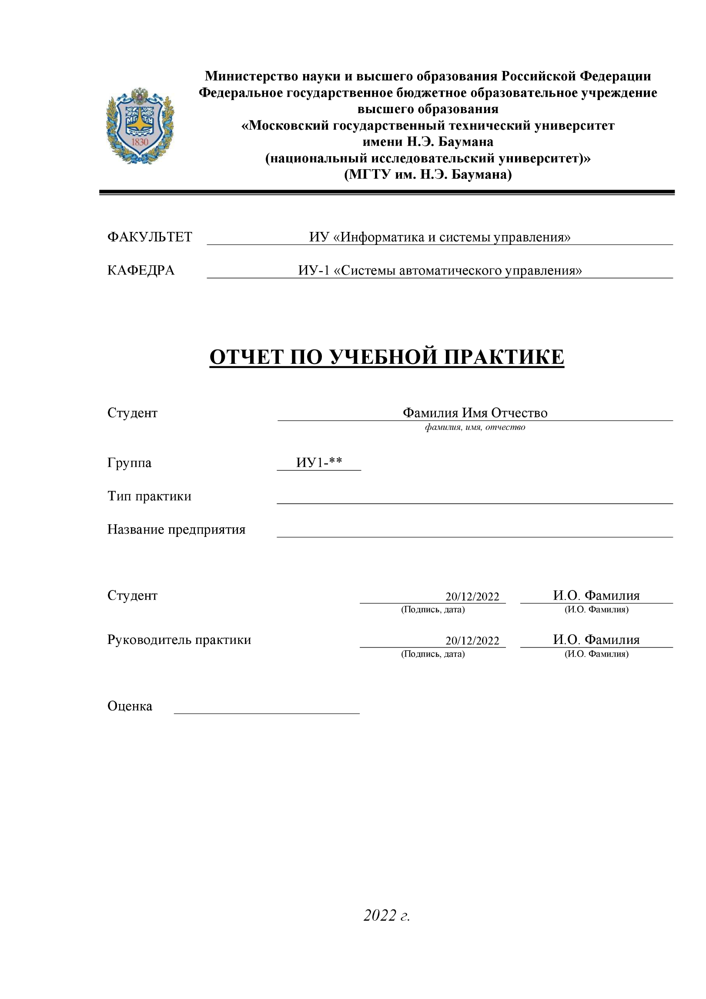 Министерство науки и высшего образования Российской Федерации
Федеральное государственное бюджетное образовательное учреждение
высшего образования
«Московский государственный технический университет
имени Н.Э. Баумана
(национальный исследовательский университет)»
(МГТУ им. Н.Э. Баумана)
МГТУ
1830
ФАКУЛЬТЕТ ИУ «Информатика и системы управления»
КАФЕДРА ИУ-1 «Системы автоматического управления»
ОТЧЕТ ПО УЧЕБНОЙ ПРАКТИКЕ
Студент Фамилия Имя Отчество
фамилия, имя, отчество
Группа ИУ1-**
Тип практики
Название предприятия
Студент 20/12/2022 И.О. Фамилия
(Подпись, дата) (И.О. Фамилия)
Руководитель практики 20/12/2022 И.О. Фамилия
(Подпись, дата) (И.О. Фамилия)
Оценка
2022 г.